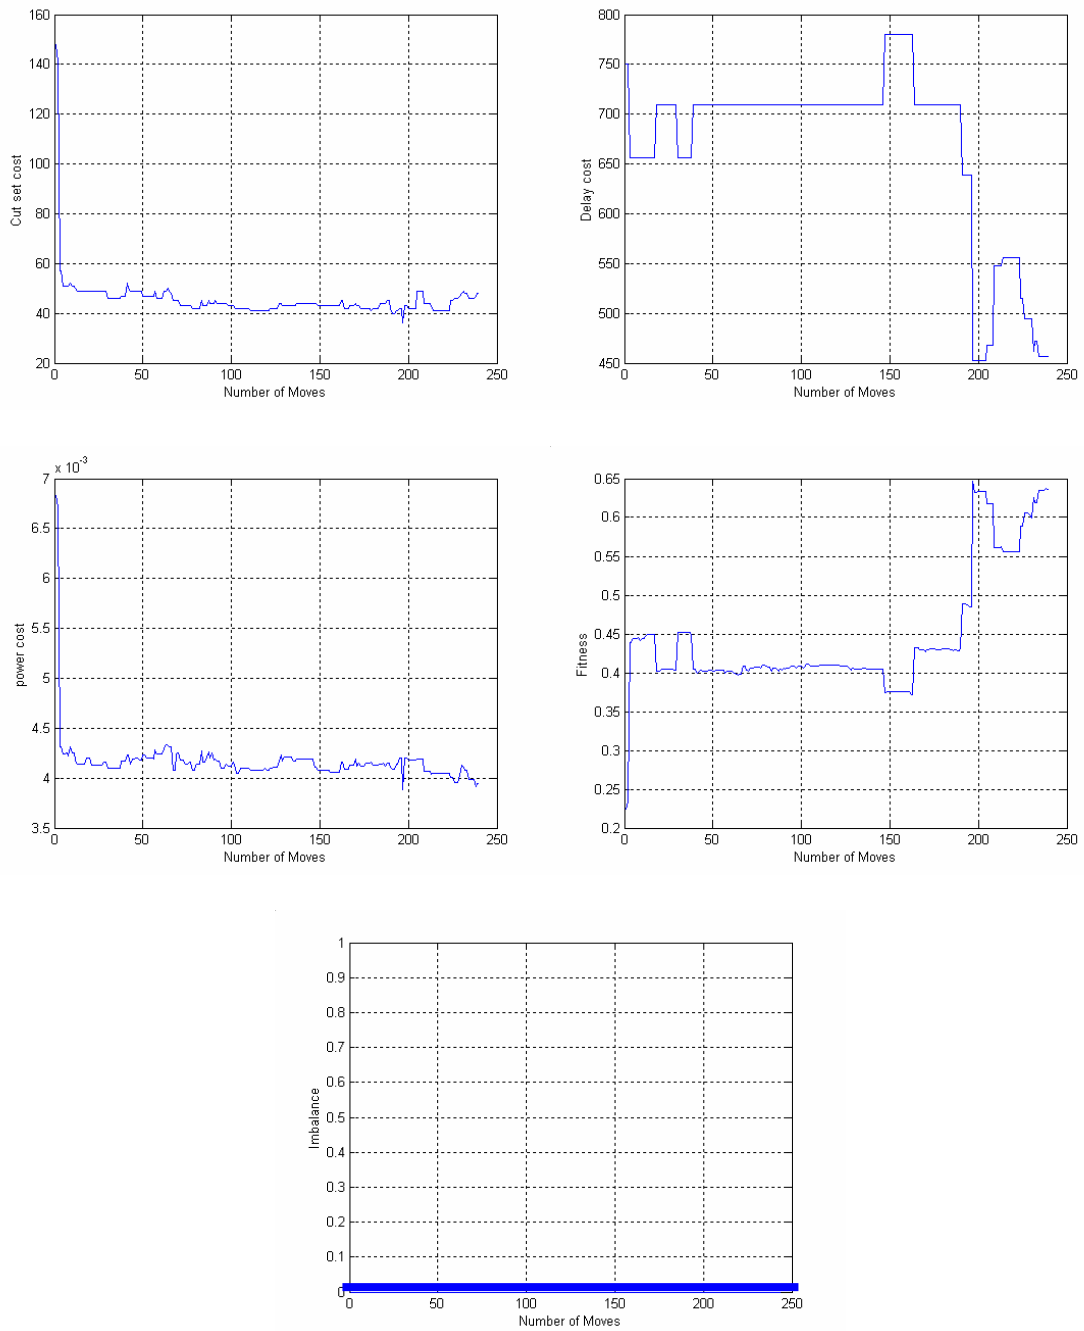 160
140
120
100
80
60
40
20
Cut set cost
0 50 100 150 200 250
Number of Moves
800
750
700
650
600
550
500
450
Delay cost
0 50 100 150 200 250
Number of Moves
x 10^-3
7
6.5
6
5.5
5
4.5
4
3.5
power cost
0 50 100 150 200 250
Number of Moves
0.65
0.6
0.55
0.5
0.45
0.4
0.35
0.3
0.25
0.2
Fitness
0 50 100 150 200 250
Number of Moves
1
0.9
0.8
0.7
0.6
0.5
0.4
0.3
0.2
0.1
0
Imbalance
0 50 100 150 200 250
Number of Moves